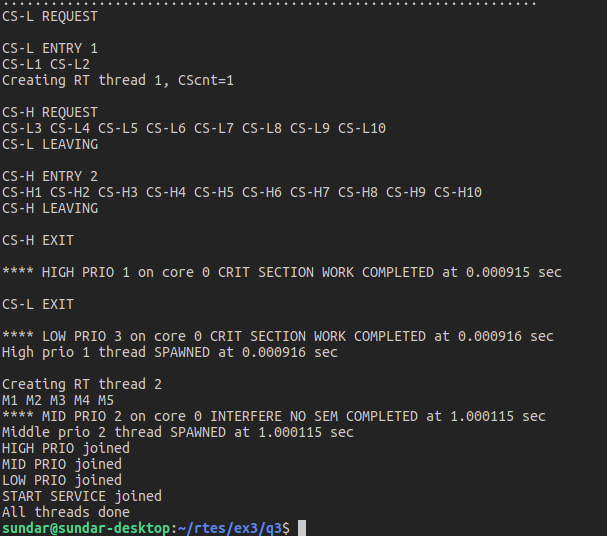 ...................................................................
CS-L REQUEST
CS-L ENTRY 1
CS-L1 CS-L2
Creating RT thread 1, CScnt=1
CS-H REQUEST
CS-L3 CS-L4 CS-L5 CS-L6 CS-L7 CS-L8 CS-L9 CS-L10
CS-L LEAVING
CS-H ENTRY 2
CS-H1 CS-H2 CS-H3 CS-H4 CS-H5 CS-H6 CS-H7 CS-H8 CS-H9 CS-H10
CS-H LEAVING
CS-H EXIT
**** HIGH PRIO 1 on core 0 CRIT SECTION WORK COMPLETED at 0.000915 sec
CS-L EXIT
**** LOW PRIO 3 on core 0 CRIT SECTION WORK COMPLETED at 0.000916 sec
High prio 1 thread SPAWNED at 0.000916 sec
Creating RT thread 2
M1 M2 M3 M4 M5
**** MID PRIO 2 on core 0 INTERFERE NO SEM COMPLETED at 1.000115 sec
Middle prio 2 thread SPAWNED at 1.000115 sec
HIGH PRIO joined
MID PRIO joined
LOW PRIO joined
START SERVICE joined
All threads done
sundar@sundar-desktop:~/rtes/ex3/q3$